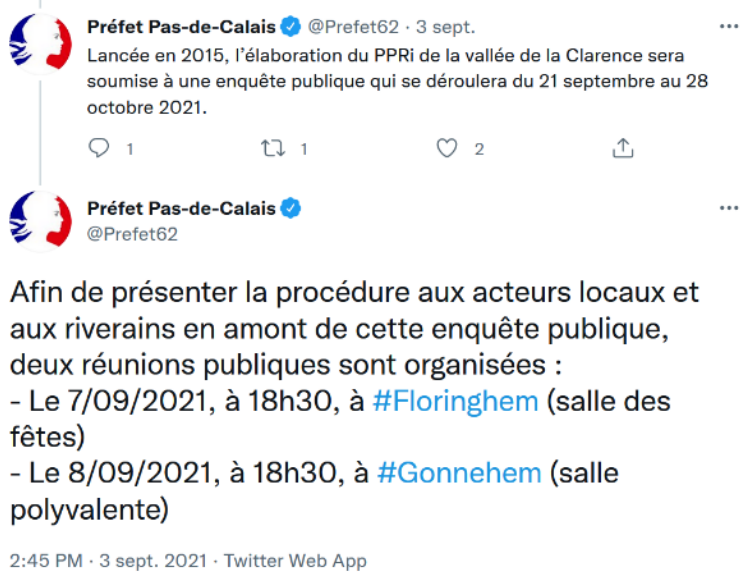 Préfet Pas-de-Calais @Prefet62 · 3 sept.
Lancée en 2015, l'élaboration du PPRi de la vallée de la Clarence sera
soumise à une enquête publique qui se déroulera du 21 septembre au 28
octobre 2021.
1 1 2
Préfet Pas-de-Calais
@Prefet62
Afin de présenter la procédure aux acteurs locaux et
aux riverains en amont de cette enquête publique,
deux réunions publiques sont organisées :
- Le 7/09/2021, à 18h30, à #Floringhem (salle des
fêtes)
- Le 8/09/2021, à 18h30, à #Gonnehem (salle
polyvalente)
2:45 PM · 3 sept. 2021 · Twitter Web App